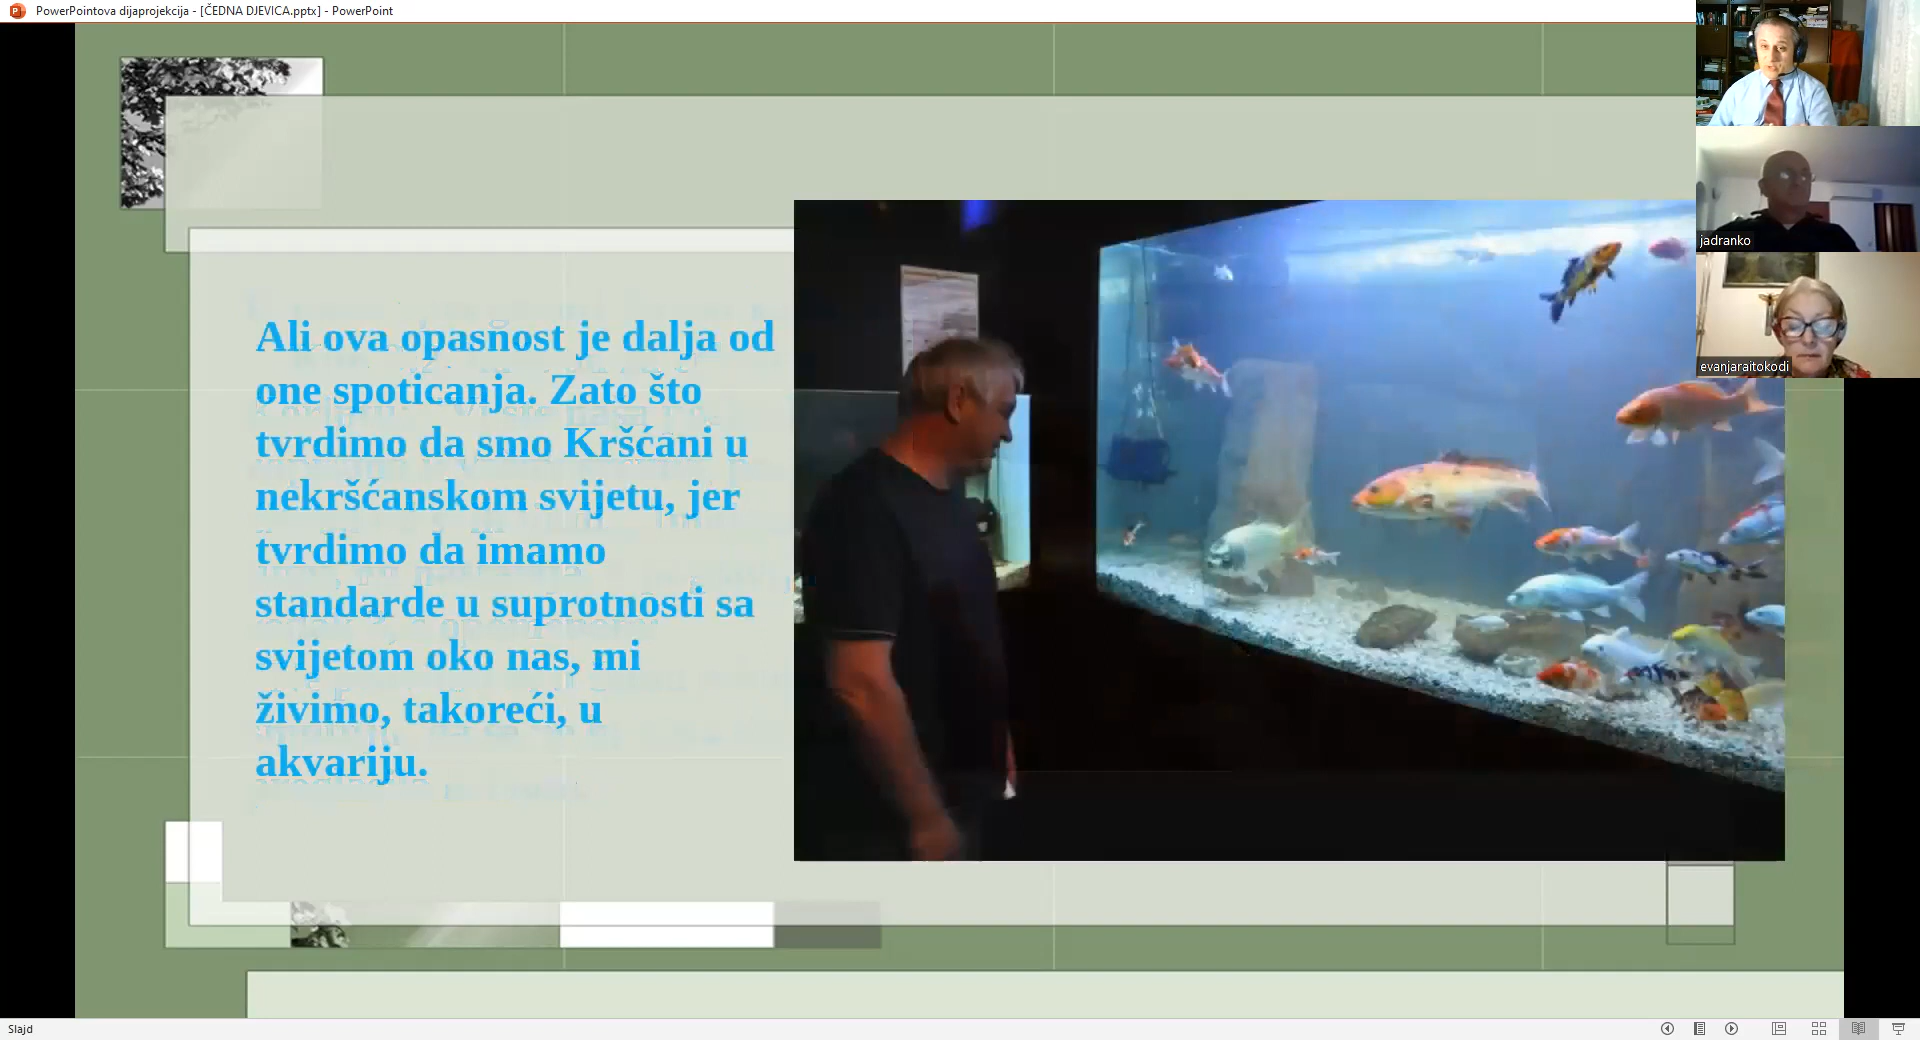 PowerPointova dijaprojekcija - [ČEDNA DJEVICA.pptx] - PowerPoint
Ali ova opasnost je dalja od
one spoticanja. Zato što
tvrdimo da smo Kršćani u
nekršćanskom svijetu, jer
tvrdimo da imamo
standarde u suprotnosti sa
svijetom oko nas, mi
živimo, takoreći, u
akvariju.
jadranko
evanjaraitokodi
Slajd